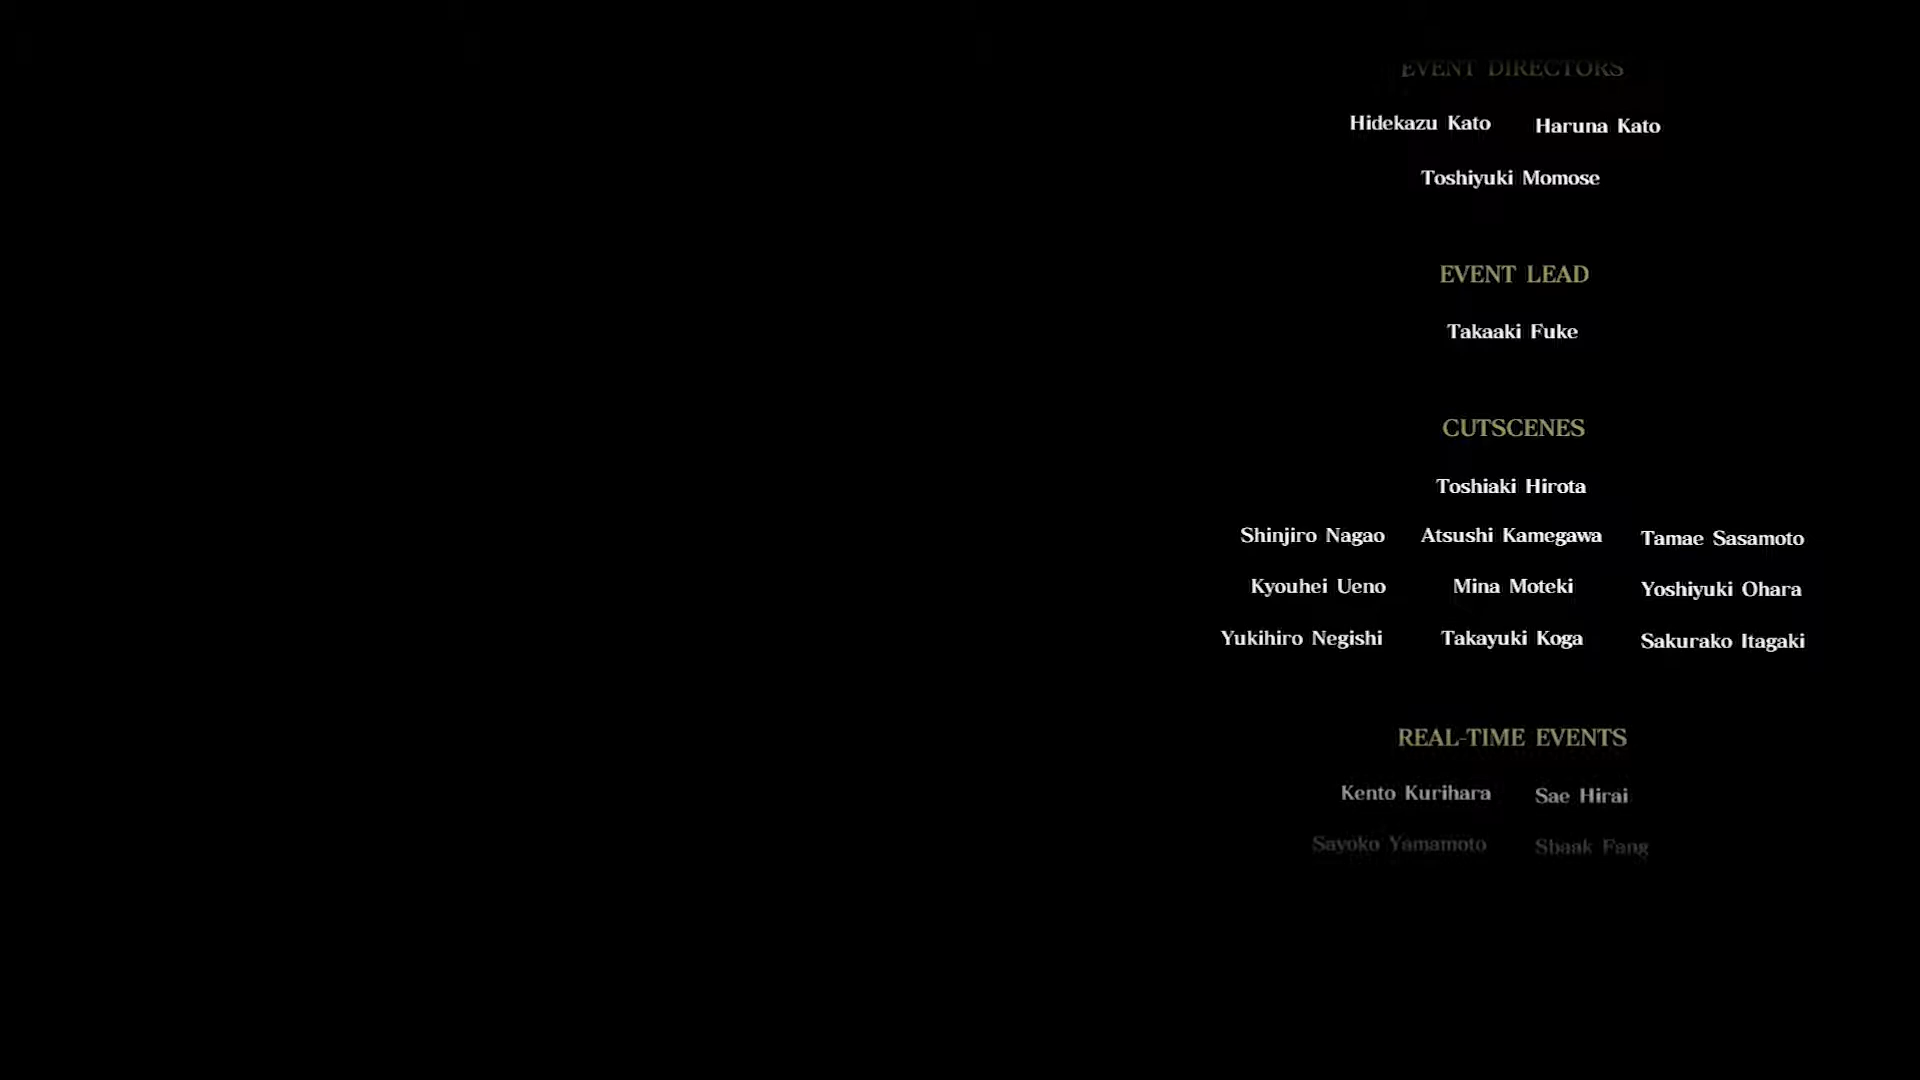 EVENT DIRECTORS
Hidekazu Kato Haruna Kato
Toshiyuki Momose
EVENT LEAD
Takaaki Fuke
CUTSCENES
Toshiaki Hirota
Shinjiro Nagao Atsushi Kamegawa Tamae Sasamoto
Kyouhei Ueno Mina Moteki Yoshiyuki Ohara
Yukihiro Negishi Takayuki Koga Sakurako Itagaki
REAL-TIME EVENTS
Kento Kurihara Sae Hirai
Sayoko Yamamoto Shaak Fang